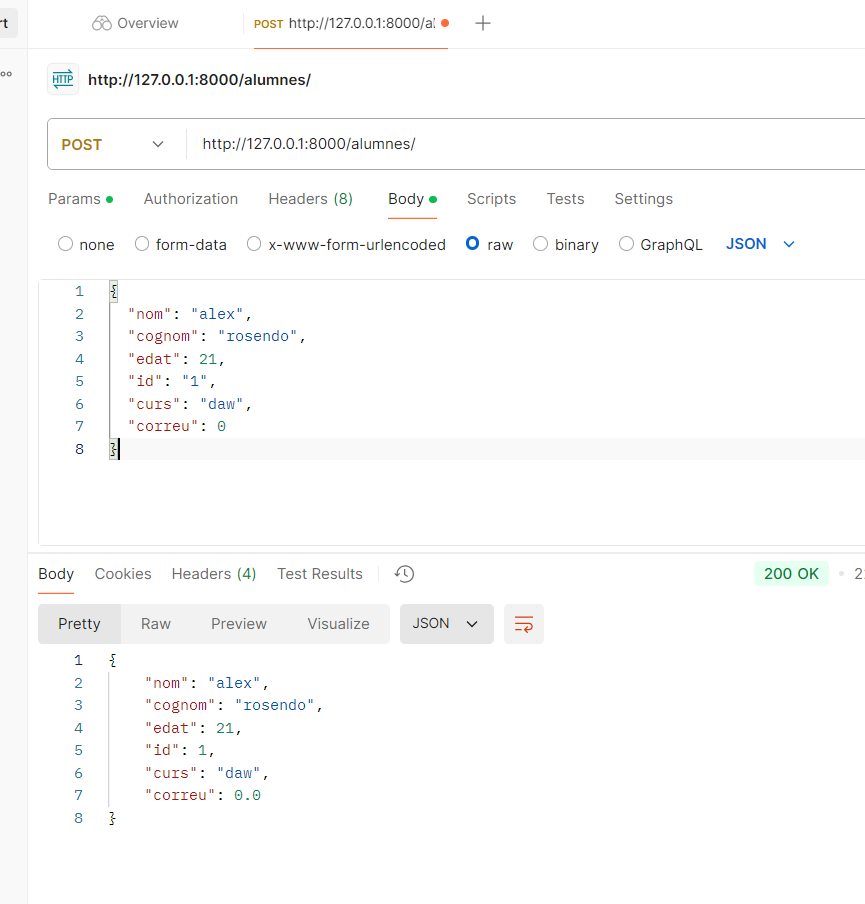 rt
Overview
POST http://127.0.0.1:8000/al
HTTP http://127.0.0.1:8000/alumnes/
POST http://127.0.0.1:8000/alumnes/
Params Authorization Headers (8) Body Scripts Tests Settings
none form-data x-www-form-urlencoded raw binary GraphQL JSON
1 {
2 "nom": "alex",
3 "cognom": "rosendo",
4 "edat": 21,
5 "id": "1",
6 "curs": "daw",
7 "correu": 0
8 }
Body Cookies Headers (4) Test Results 200 OK
Pretty Raw Preview Visualize JSON
1 {
2 "nom": "alex",
3 "cognom": "rosendo",
4 "edat": 21,
5 "id": 1,
6 "curs": "daw",
7 "correu": 0.0
8 }